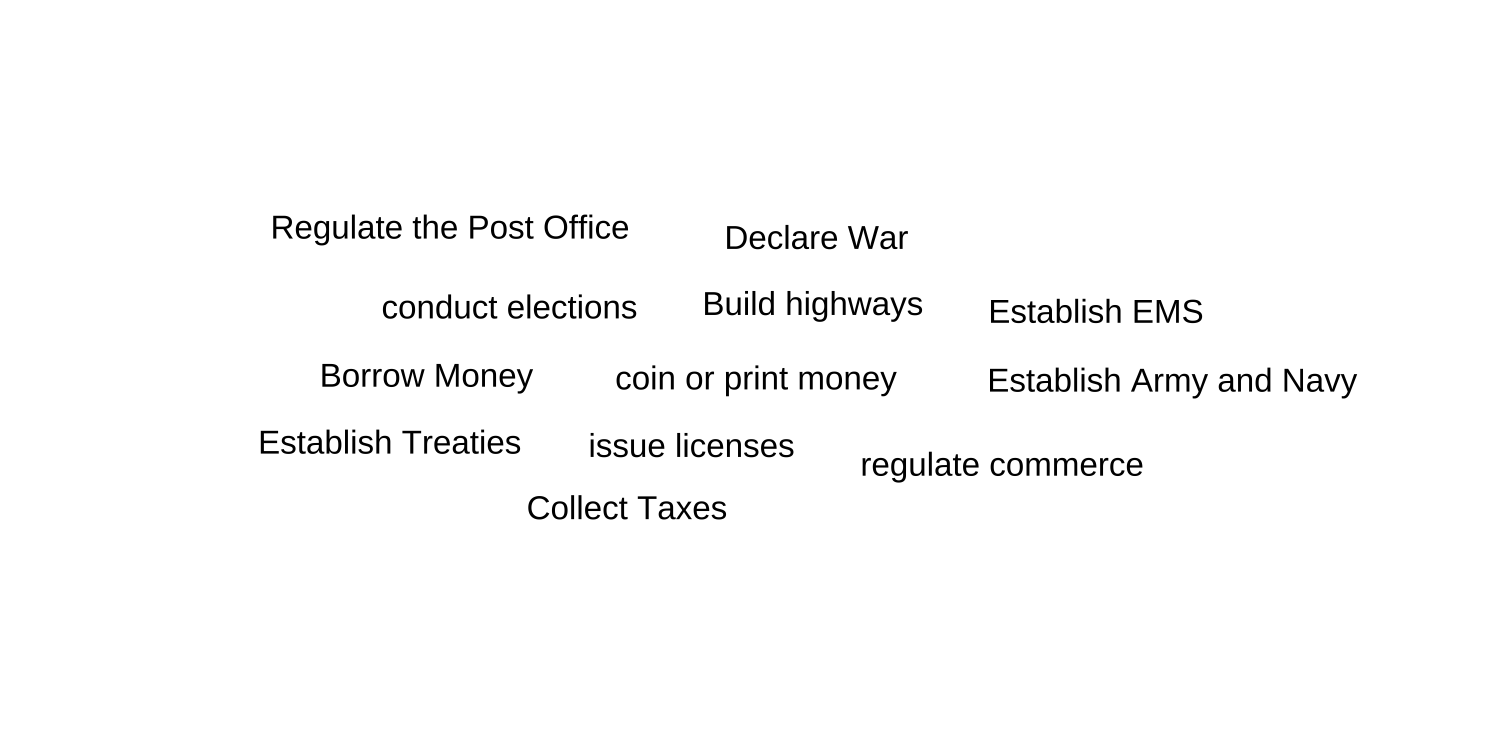 Regulate the Post Office
Declare War
conduct elections
Build highways
Establish EMS
Borrow Money
coin or print money
Establish Army and Navy
Establish Treaties
issue licenses
regulate commerce
Collect Taxes